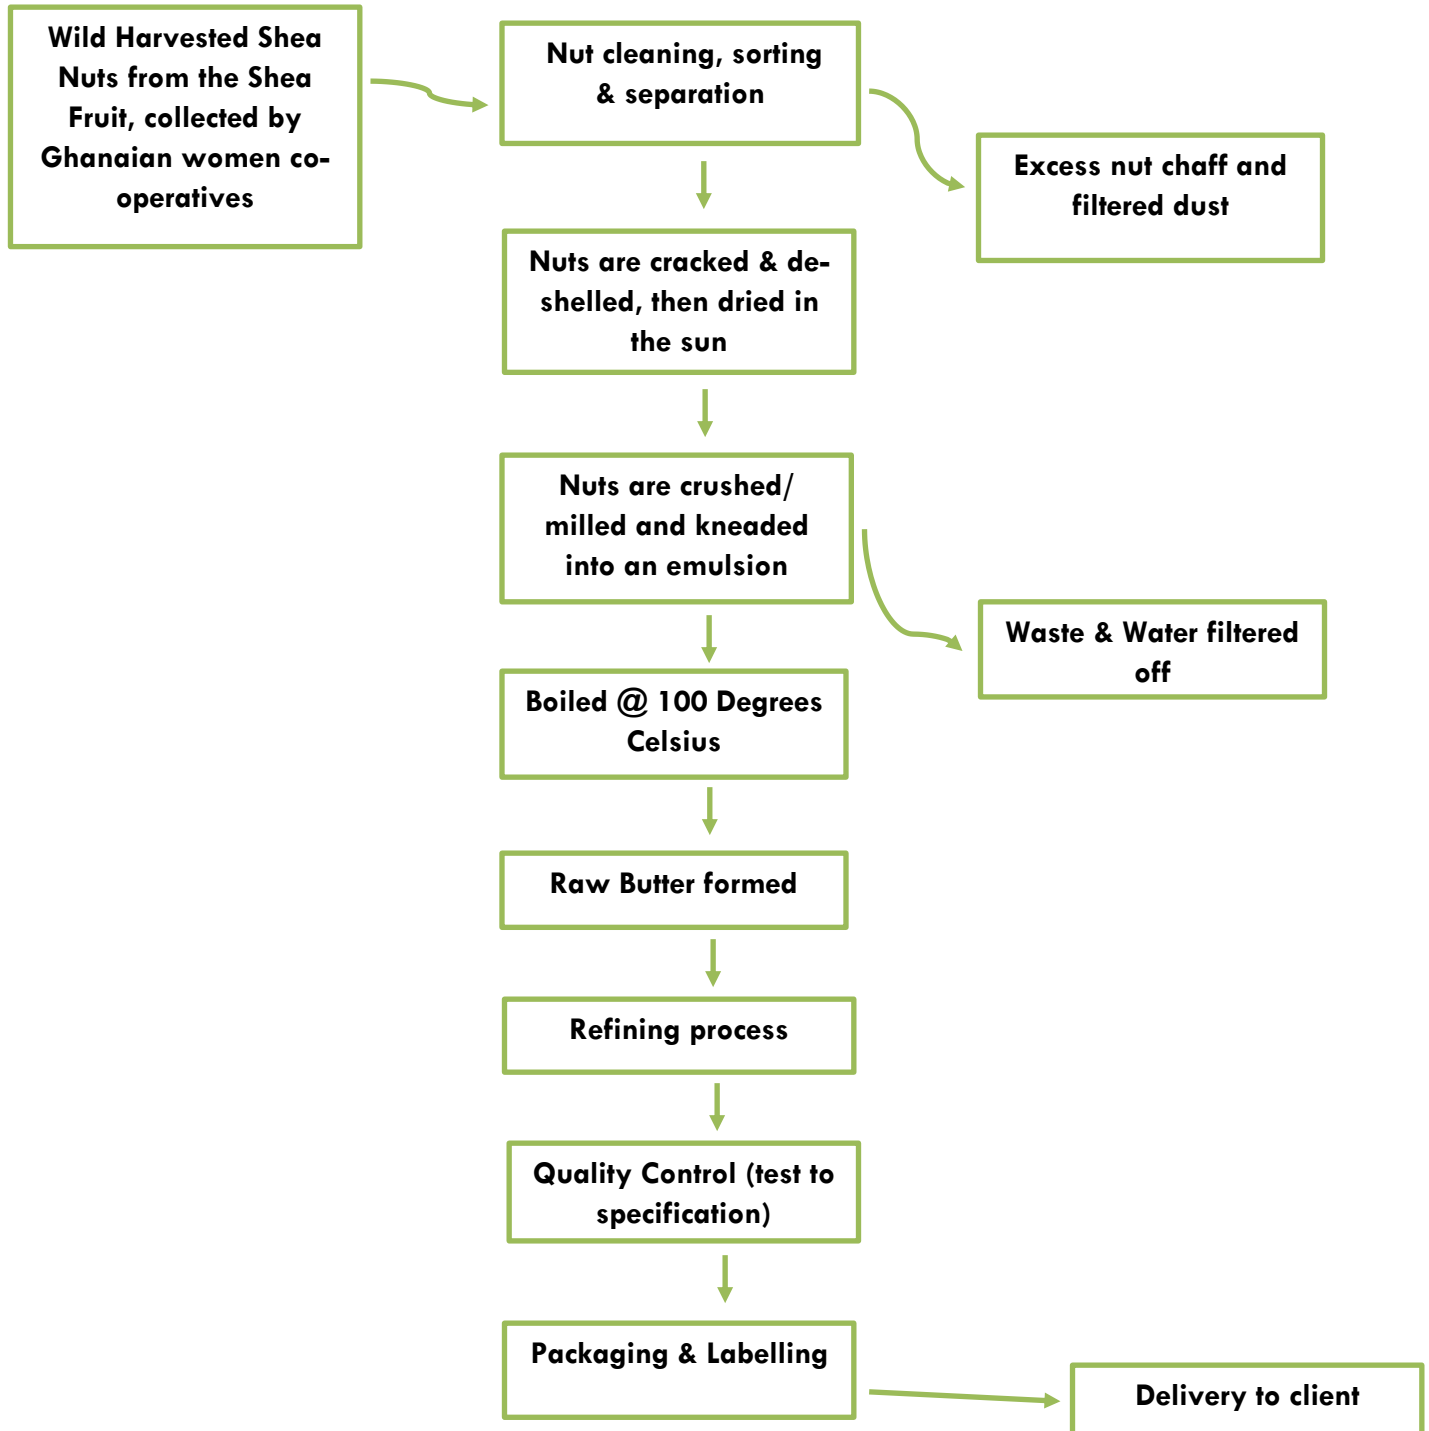 Wild Harvested Shea
Nuts from the Shea
Fruit, collected by
Ghanaian women co-
operatives
Nut cleaning, sorting
& separation
Excess nut chaff and
filtered dust
Nuts are cracked & de-
shelled, then dried in
the sun
Nuts are crushed/
milled and kneaded
into an emulsion
Waste & Water filtered
off
Boiled @ 100 Degrees
Celsius
Raw Butter formed
Refining process
Quality Control (test to
specification)
Packaging & Labelling
Delivery to client